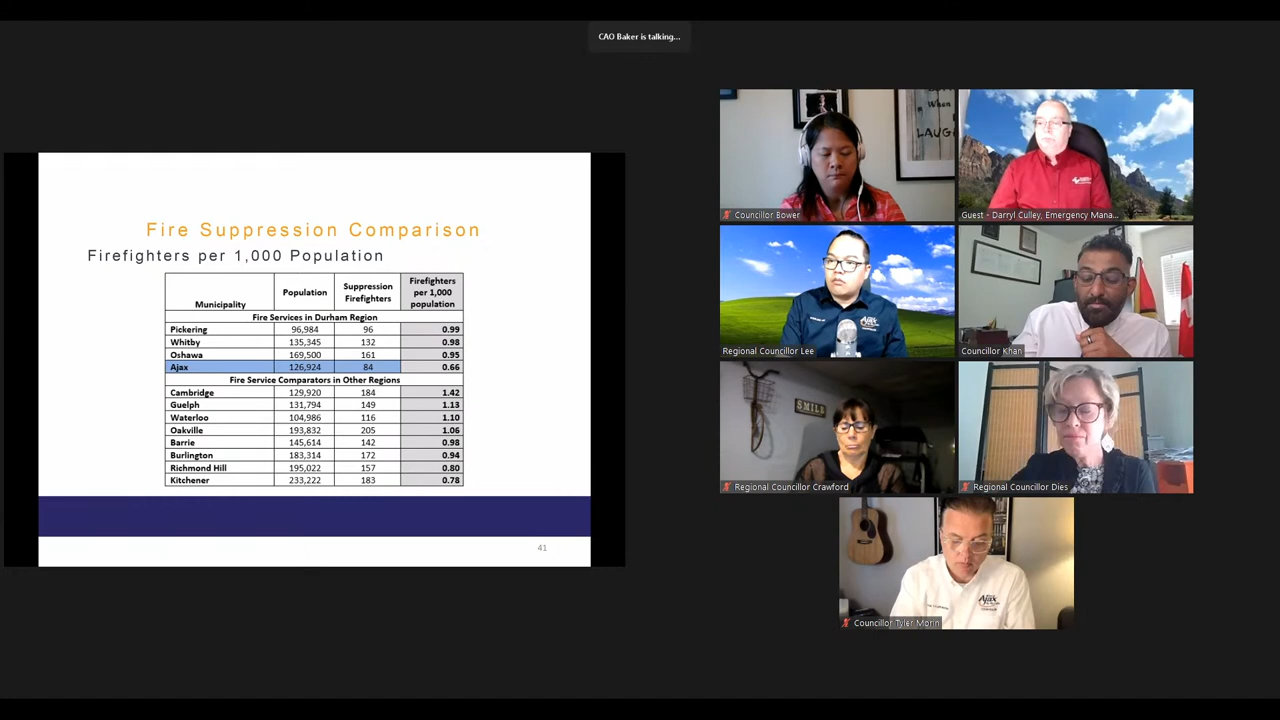 CAO Baker is talking...
Fire Suppression Comparison
Firefighters per 1,000 Population
Municipality Population Suppression Firefighters Firefighters per 1,000 population
Fire Services in Durham Region
Pickering 96,984 96 0.99
Whitby 135,345 132 0.98
Oshawa 169,500 161 0.95
Ajax 126,924 84 0.66
Fire Service Comparators in Other Regions
Cambridge 129,920 184 1.42
Guelph 131,794 149 1.13
Waterloo 104,986 116 1.10
Oakville 193,832 205 1.06
Barrie 145,614 142 0.98
Burlington 183,314 172 0.94
Richmond Hill 195,022 157 0.80
Kitchener 233,222 183 0.78
41
When
LAUGH
Councillor Bower
Guest - Darryl Culley, Emergency Mana...
Ajax
Regional Councillor Lee
Councillor Khan
SMILE
Regional Councillor Crawford
Regional Councillor Dies
Ajax
Councillor Tyler Morin